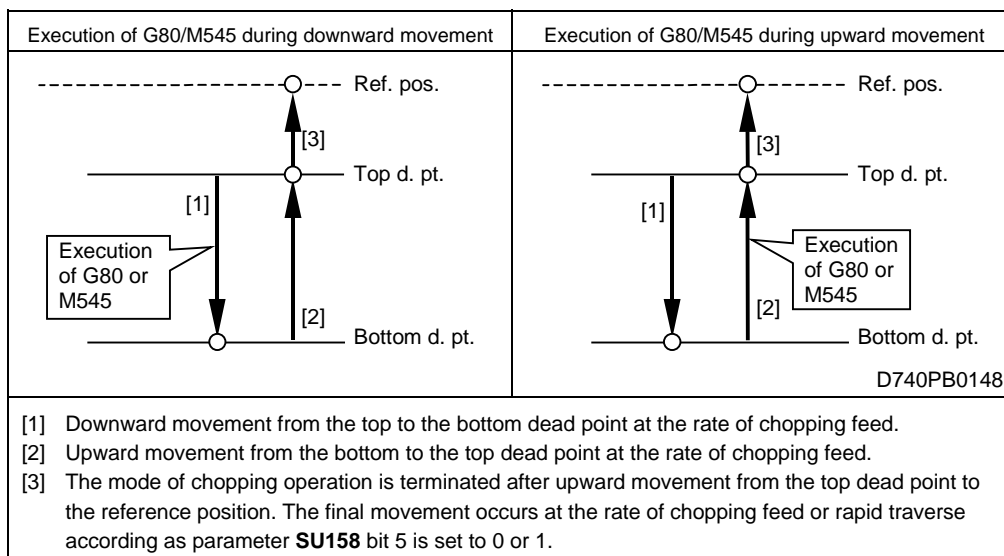 Execution of G80/M545 during downward movement
Execution of G80/M545 during upward movement
Ref. pos.
[3]
Top d. pt.
[1]
Execution
of G80 or
M545
[2]
Bottom d. pt.
Ref. pos.
[3]
Top d. pt.
[1]
Execution
of G80 or
M545
[2]
Bottom d. pt.
D740PB0148
[1] Downward movement from the top to the bottom dead point at the rate of chopping feed.
[2] Upward movement from the bottom to the top dead point at the rate of chopping feed.
[3] The mode of chopping operation is terminated after upward movement from the top dead point to
the reference position. The final movement occurs at the rate of chopping feed or rapid traverse
according as parameter SU158 bit 5 is set to 0 or 1.